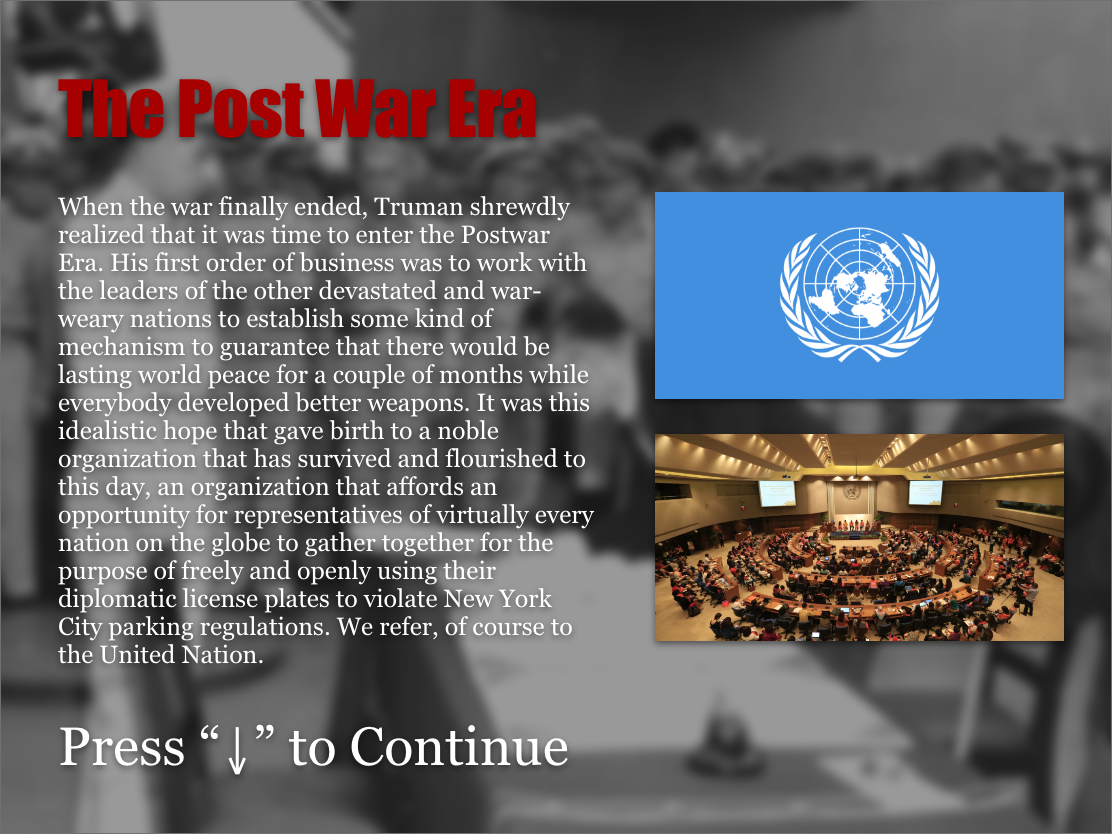 The Post War Era
When the war finally ended, Truman shrewdly
realized that it was time to enter the Postwar
Era. His first order of business was to work with
the leaders of the other devastated and war-
weary nations to establish some kind of
mechanism to guarantee that there would be
lasting world peace for a couple of months while
everybody developed better weapons. It was this
idealistic hope that gave birth to a noble
organization that has survived and flourished to
this day, an organization that affords an
opportunity for representatives of virtually every
nation on the globe to gather together for the
purpose of freely and openly using their
diplomatic license plates to violate New York
City parking regulations. We refer, of course to
the United Nation.
Press “↓” to Continue